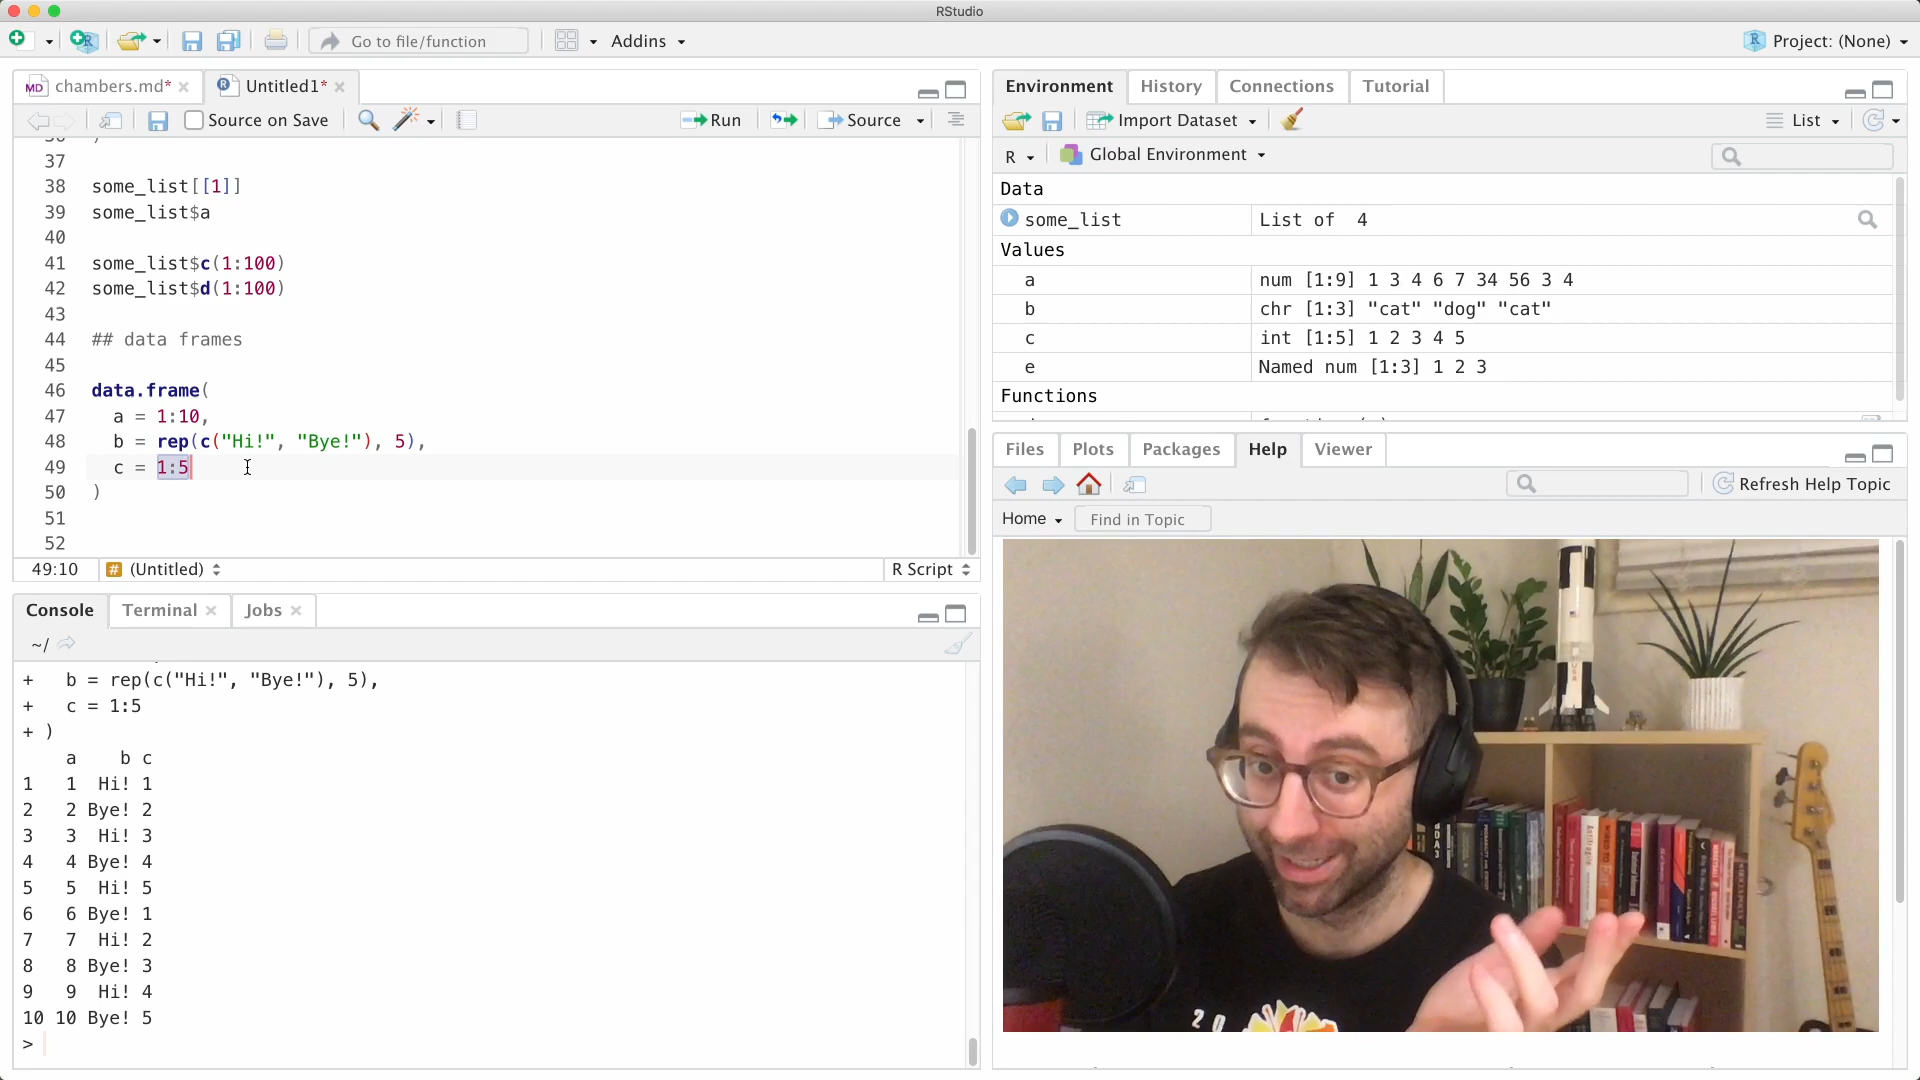 RStudio
Go to file/function
Addins
Project: (None)
MD chambers.md*
Untitled1*
Source on Save
Run
Source
37
38 some_list[[1]]
39 some_list$a
40
41 some_list$c(1:100)
42 some_list$d(1:100)
43
44 ## data frames
45
46 data.frame(
47 a = 1:10,
48 b = rep(c("Hi!", "Bye!"), 5),
49 c = 1:5
50 )
51
52
49:10 # (Untitled) R Script
Console Terminal Jobs
~/
+ b = rep(c("Hi!", "Bye!"), 5),
+ c = 1:5
+ )
a b c
1 1 Hi! 1
2 2 Bye! 2
3 3 Hi! 3
4 4 Bye! 4
5 5 Hi! 5
6 6 Bye! 1
7 7 Hi! 2
8 8 Bye! 3
9 9 Hi! 4
10 10 Bye! 5
>
Environment History Connections Tutorial
Import Dataset
List
R Global Environment
Data
some_list List of 4
Values
a num [1:9] 1 3 4 6 7 34 56 3 4
b chr [1:3] "cat" "dog" "cat"
c int [1:5] 1 2 3 4 5
e Named num [1:3] 1 2 3
Functions
Files Plots Packages Help Viewer
Refresh Help Topic
Home Find in Topic
20